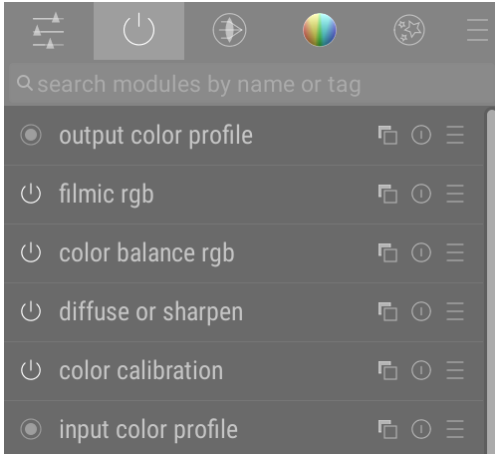 search modules by name or tag
output color profile
filmic rgb
color balance rgb
diffuse or sharpen
color calibration
input color profile